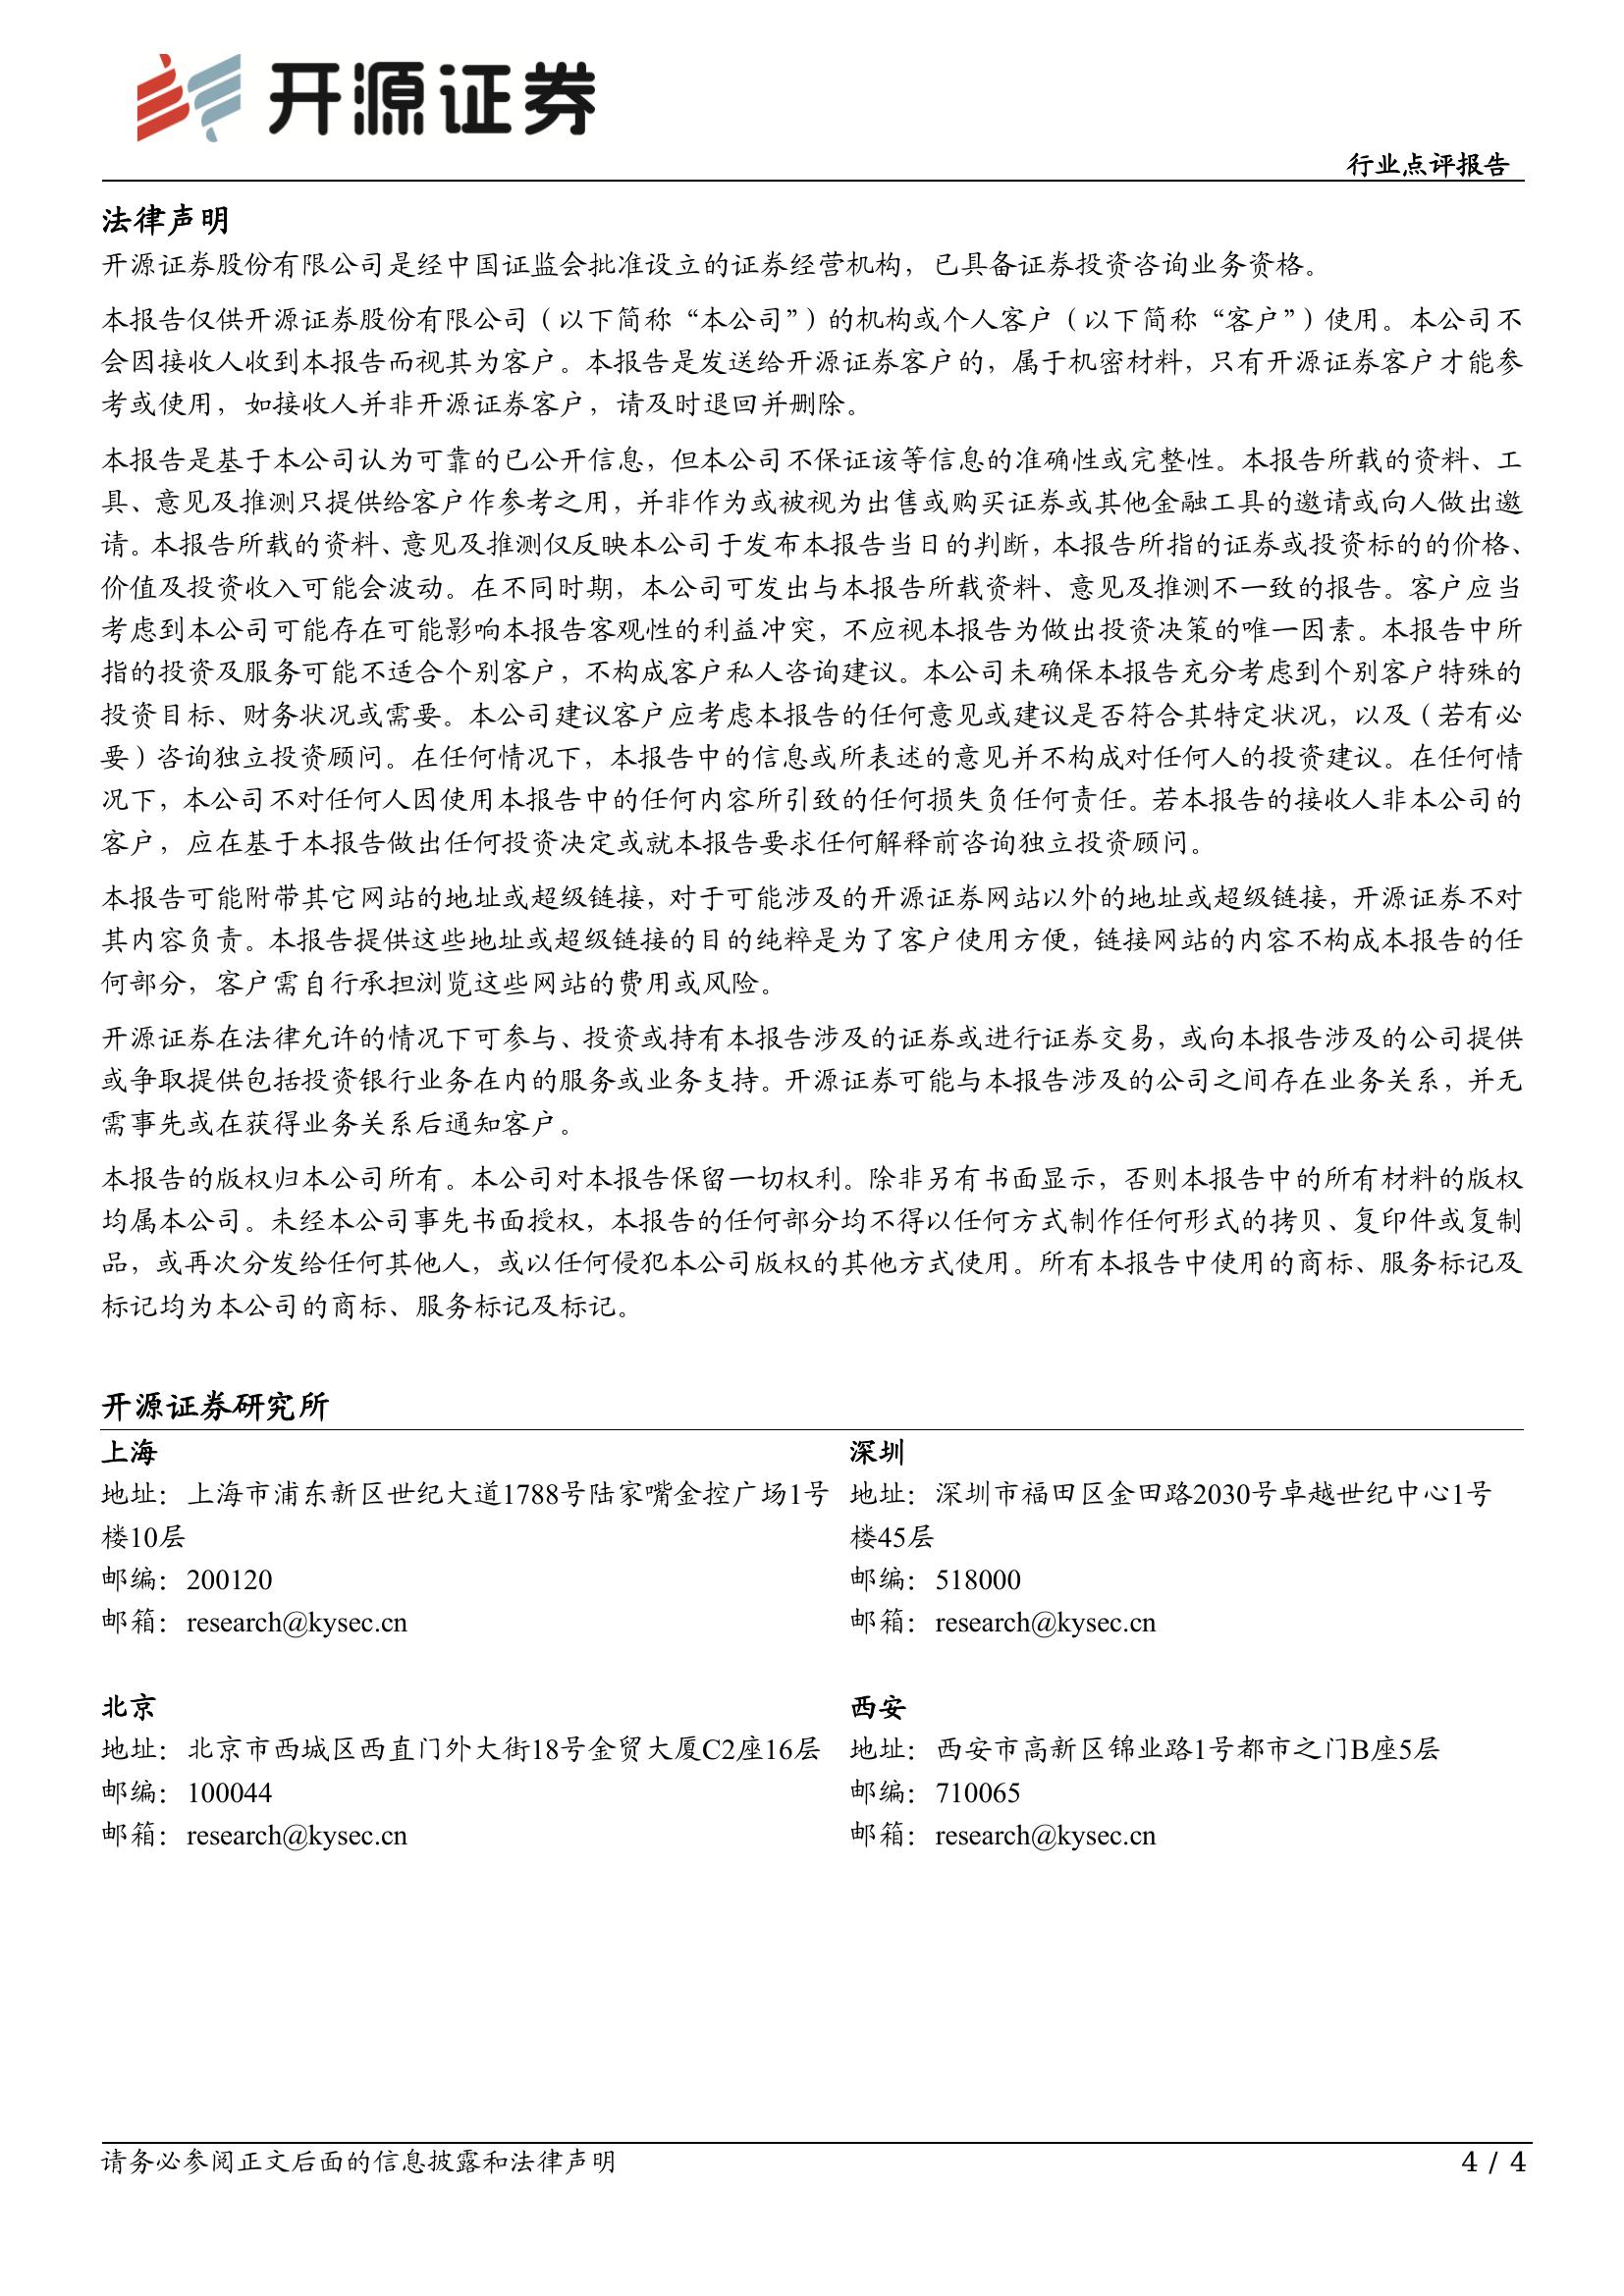 开源证券
行业点评报告
法律声明
开源证券股份有限公司是经中国证监会批准设立的证券经营机构，已具备证券投资咨询业务资格。
本报告仅供开源证券股份有限公司（以下简称“本公司”）的机构或个人客户（以下简称“客户”）使用。本公司不
会因接收人收到本报告而视其为客户。本报告是发送给开源证券客户的，属于机密材料，只有开源证券客户才能参
考或使用，如接收人并非开源证券客户，请及时退回并删除。
本报告是基于本公司认为可靠的已公开信息，但本公司不保证该等信息的准确性或完整性。本报告所载的资料、工
具、意见及推测只提供给客户作参考之用，并非作为或被视为出售或购买证券或其他金融工具的邀请或向人做出邀
请。本报告所载的资料、意见及推测仅反映本公司于发布本报告当日的判断，本报告所指的证券或投资标的的价格、
价值及投资收入可能会波动。在不同时期，本公司可发出与本报告所载资料、意见及推测不一致的报告。客户应当
考虑到本公司可能存在可能影响本报告客观性的利益冲突，不应视本报告为做出投资决策的唯一因素。本报告中所
指的投资及服务可能不适合个别客户，不构成客户私人咨询建议。本公司未确保本报告充分考虑到个别客户特殊的
投资目标、财务状况或需要。本公司建议客户应考虑本报告的任何意见或建议是否符合其特定状况，以及（若有必
要）咨询独立投资顾问。在任何情况下，本报告中的信息或所表述的意见并不构成对任何人的投资建议。在任何情
况下，本公司不对任何人因使用本报告中的任何内容所引致的任何损失负任何责任。若本报告的接收人非本公司的
客户，应在基于本报告做出任何投资决定或就本报告要求任何解释前咨询独立投资顾问。
本报告可能附带其它网站的地址或超级链接，对于可能涉及的开源证券网站以外的地址或超级链接，开源证券不对
其内容负责。本报告提供这些地址或超级链接的目的纯粹是为了客户使用方便，链接网站的内容不构成本报告的任
何部分，客户需自行承担浏览这些网站的费用或风险。
开源证券在法律允许的情况下可参与、投资或持有本报告涉及的证券或进行证券交易，或向本报告涉及的公司提供
或争取提供包括投资银行业务在内的服务或业务支持。开源证券可能与本报告涉及的公司之间存在业务关系，并无
需事先或在获得业务关系后通知客户。
本报告的版权归本公司所有。本公司对本报告保留一切权利。除非另有书面显示，否则本报告中的所有材料的版权
均属本公司。未经本公司事先书面授权，本报告的任何部分均不得以任何方式制作任何形式的拷贝、复印件或复制
品，或再次分发给任何其他人，或以任何侵犯本公司版权的其他方式使用。所有本报告中使用的商标、服务标记及
标记均为本公司的商标、服务标记及标记。
开源证券研究所
上海
地址：上海市浦东新区世纪大道1788号陆家嘴金控广场1号
楼10层
邮编：200120
邮箱：research@kysec.cn
深圳
地址：深圳市福田区金田路2030号卓越世纪中心1号
楼45层
邮编：518000
邮箱：research@kysec.cn
北京
地址：北京市西城区西直门外大街18号金贸大厦C2座16层
邮编：100044
邮箱：research@kysec.cn
西安
地址：西安市高新区锦业路1号都市之门B座5层
邮编：710065
邮箱：research@kysec.cn
请务必参阅正文后面的信息披露和法律声明
4 / 4